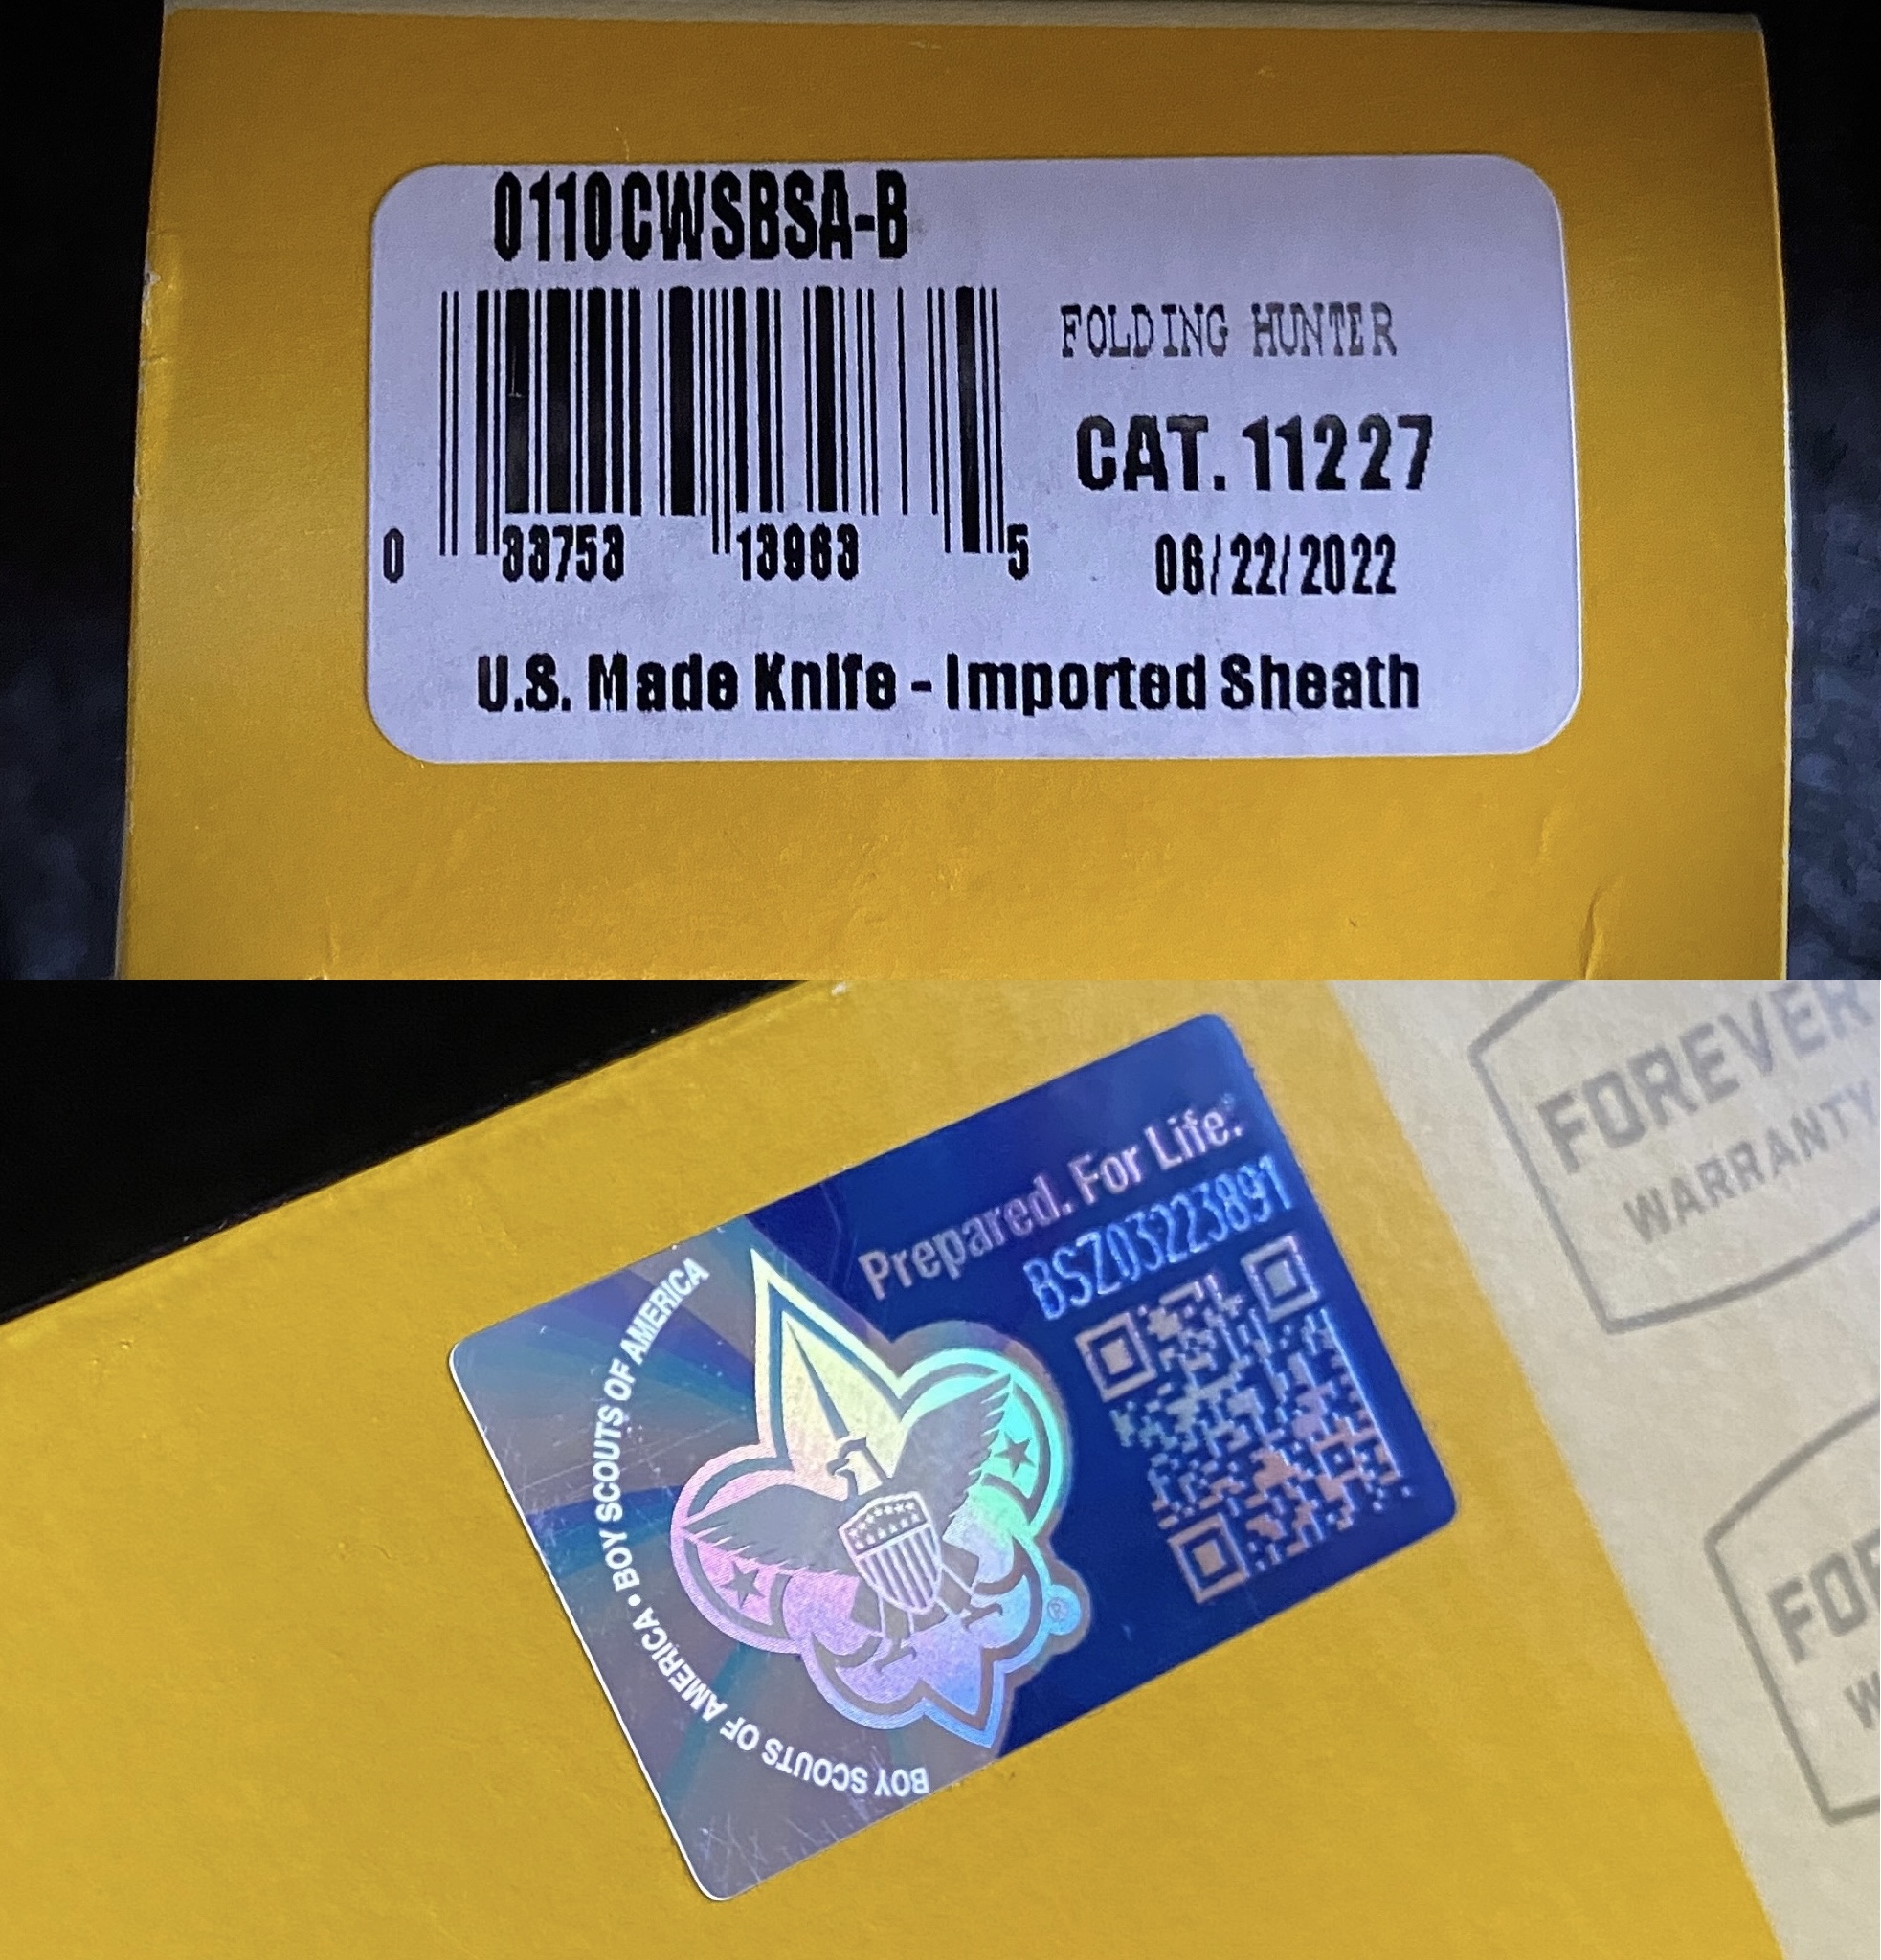 0110CWSBSA-B
FOLDING HUNTER
CAT. 11227
0 33753 13963 5
06/22/2022
U.S. Made Knife - Imported Sheath
Prepared. For Life.®
BSZ03223891
BOY SCOUTS OF AMERICA • BOY SCOUTS OF AMERICA
®
FOREVER
WARRANTY
FO
W